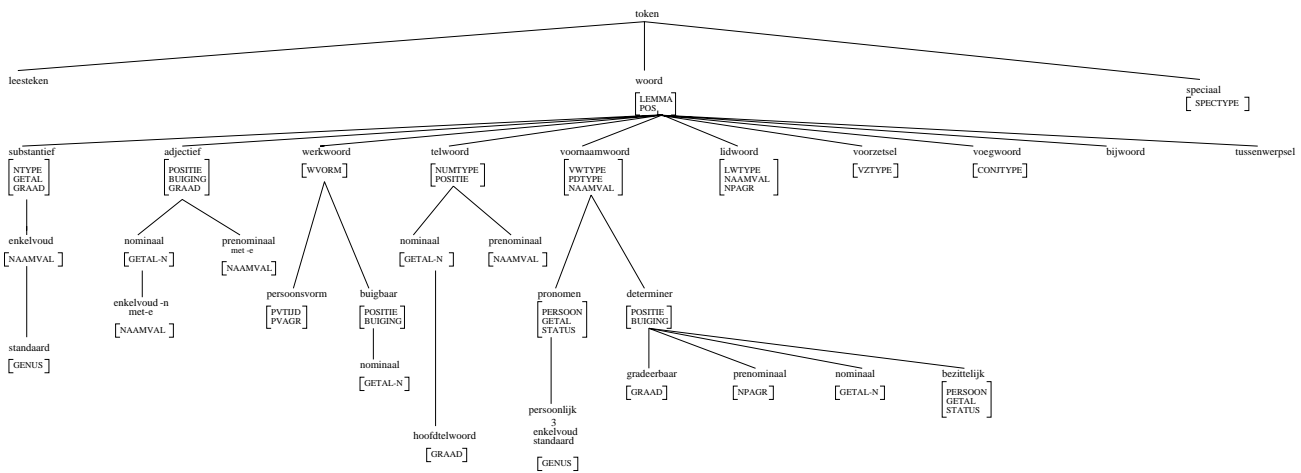 token
leesteken
woord
LEMMA
POS
speciaal
SPECTYPE
substantief
NTYPE
GETAL
GRAAD
adjectief
POSITIE
BUIGING
GRAAD
werkwoord
WVORM
telwoord
NUMTYPE
POSITIE
voornaamwoord
VWTYPE
PDTYPE
NAAMVAL
lidwoord
LWTYPE
NAAMVAL
NPAGR
voorzetsel
VZTYPE
voegwoord
CONJTYPE
bijwoord
tussenwerpsel
enkelvoud
NAAMVAL
nominaal
GETAL-N
prenominaal
met -e
NAAMVAL
nominaal
GETAL-N
prenominaal
NAAMVAL
persoonsvorm
PVTIJD
PVAGR
buigbaar
POSITIE
BUIGING
pronomen
PERSOON
GETAL
STATUS
determiner
POSITIE
BUIGING
enkelvoud -n
met-e
NAAMVAL
standaard
GENUS
nominaal
GETAL-N
gradeerbaar
GRAAD
prenominaal
NPAGR
nominaal
GETAL-N
bezittelijk
PERSOON
GETAL
STATUS
hoofdtelwoord
GRAAD
persoonlijk
3
enkelvoud
standaard
GENUS